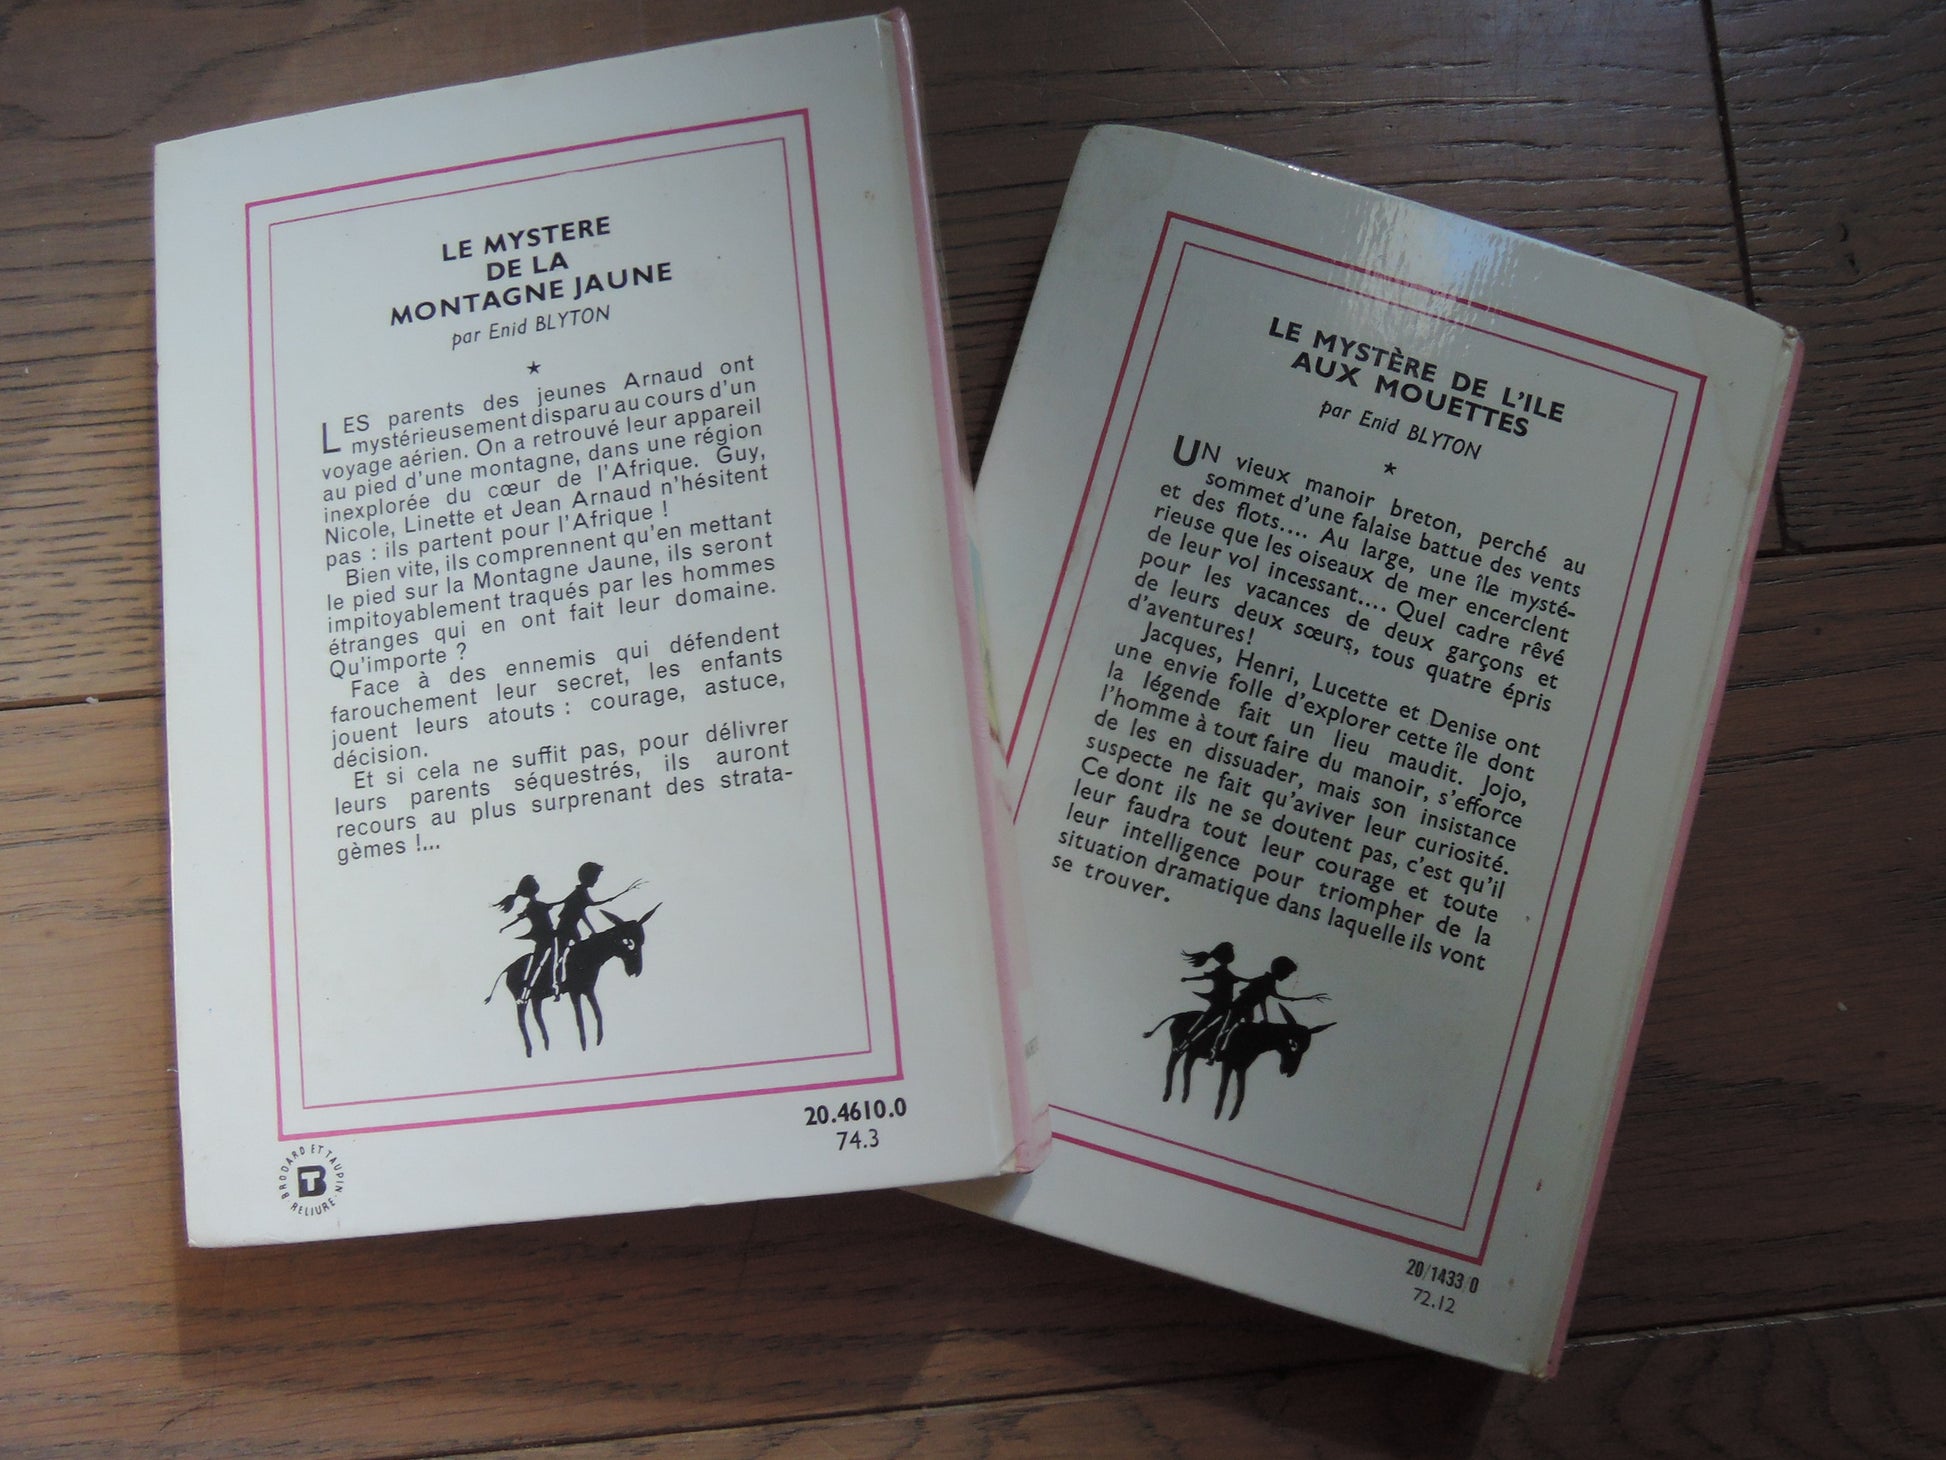 LE MYSTERE
DE LA
MONTAGNE JAUNE
par Enid BLYTON
★
LES parents des jeunes Arnaud ont
mystérieusement disparu au cours d'un
voyage aérien. On a retrouvé leur appareil
au pied d'une montagne, dans une région
inexplorée du cœur de l'Afrique. Guy,
Nicole, Linette et Jean Arnaud n'hésitent
pas : ils partent pour l'Afrique !
Bien vite, ils comprennent qu'en mettant
le pied sur la Montagne Jaune, ils seront
impitoyablement traqués par les hommes
étranges qui en ont fait leur domaine.
Qu'importe ?
Face à des ennemis qui défendent
farouchement leur secret, les enfants
jouent leurs atouts : courage, astuce,
décision.
Et si cela ne suffit pas, pour délivrer
leurs parents séquestrés, ils auront
recours au plus surprenant des strata-
gèmes !...
20.4610.0
74.3
BRODARD ET TAUPIN
BT
RELIURE
LE MYSTÈRE DE L'ILE
AUX MOUETTES
par Enid BLYTON
★
UN vieux manoir breton, perché au
sommet d'une falaise battue des vents
et des flots.... Au large, une île mysté-
rieuse que les oiseaux de mer encerclent
de leur vol incessant.... Quel cadre rêvé
pour les vacances de deux garçons et
de leurs deux sœurs, tous quatre épris
d'aventures!
Jacques, Henri, Lucette et Denise ont
une envie folle d'explorer cette île dont
la légende fait un lieu maudit. Jojo,
l'homme à tout faire du manoir, s'efforce
de les en dissuader, mais son insistance
suspecte ne fait qu'aviver leur curiosité.
Ce dont ils ne se doutent pas, c'est qu'il
leur faudra tout leur courage et toute
leur intelligence pour triompher de la
situation dramatique dans laquelle ils vont
se trouver.
20/1433/0
72.12